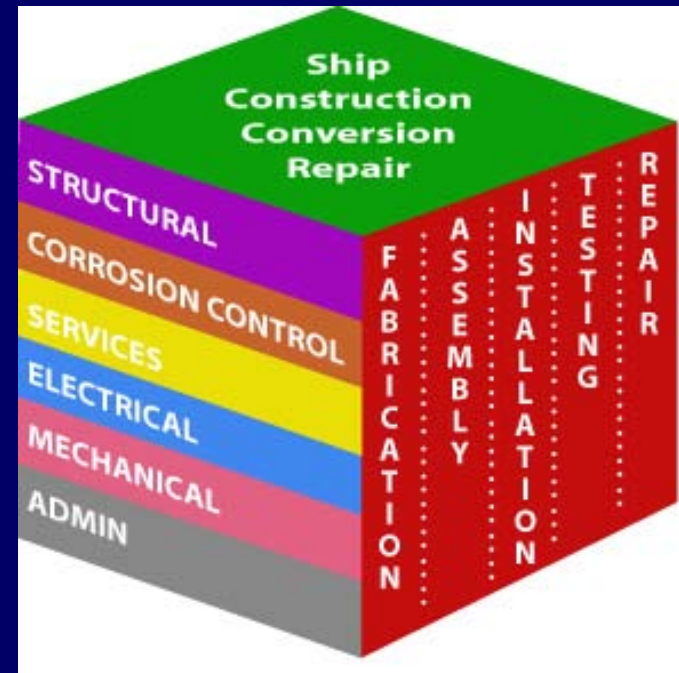 Ship
Construction
Conversion
Repair
STRUCTURAL
CORROSION CONTROL
SERVICES
ELECTRICAL
MECHANICAL
ADMIN
FABRICATION
ASSEMBLY
INSTALLATION
TESTING
REPAIR